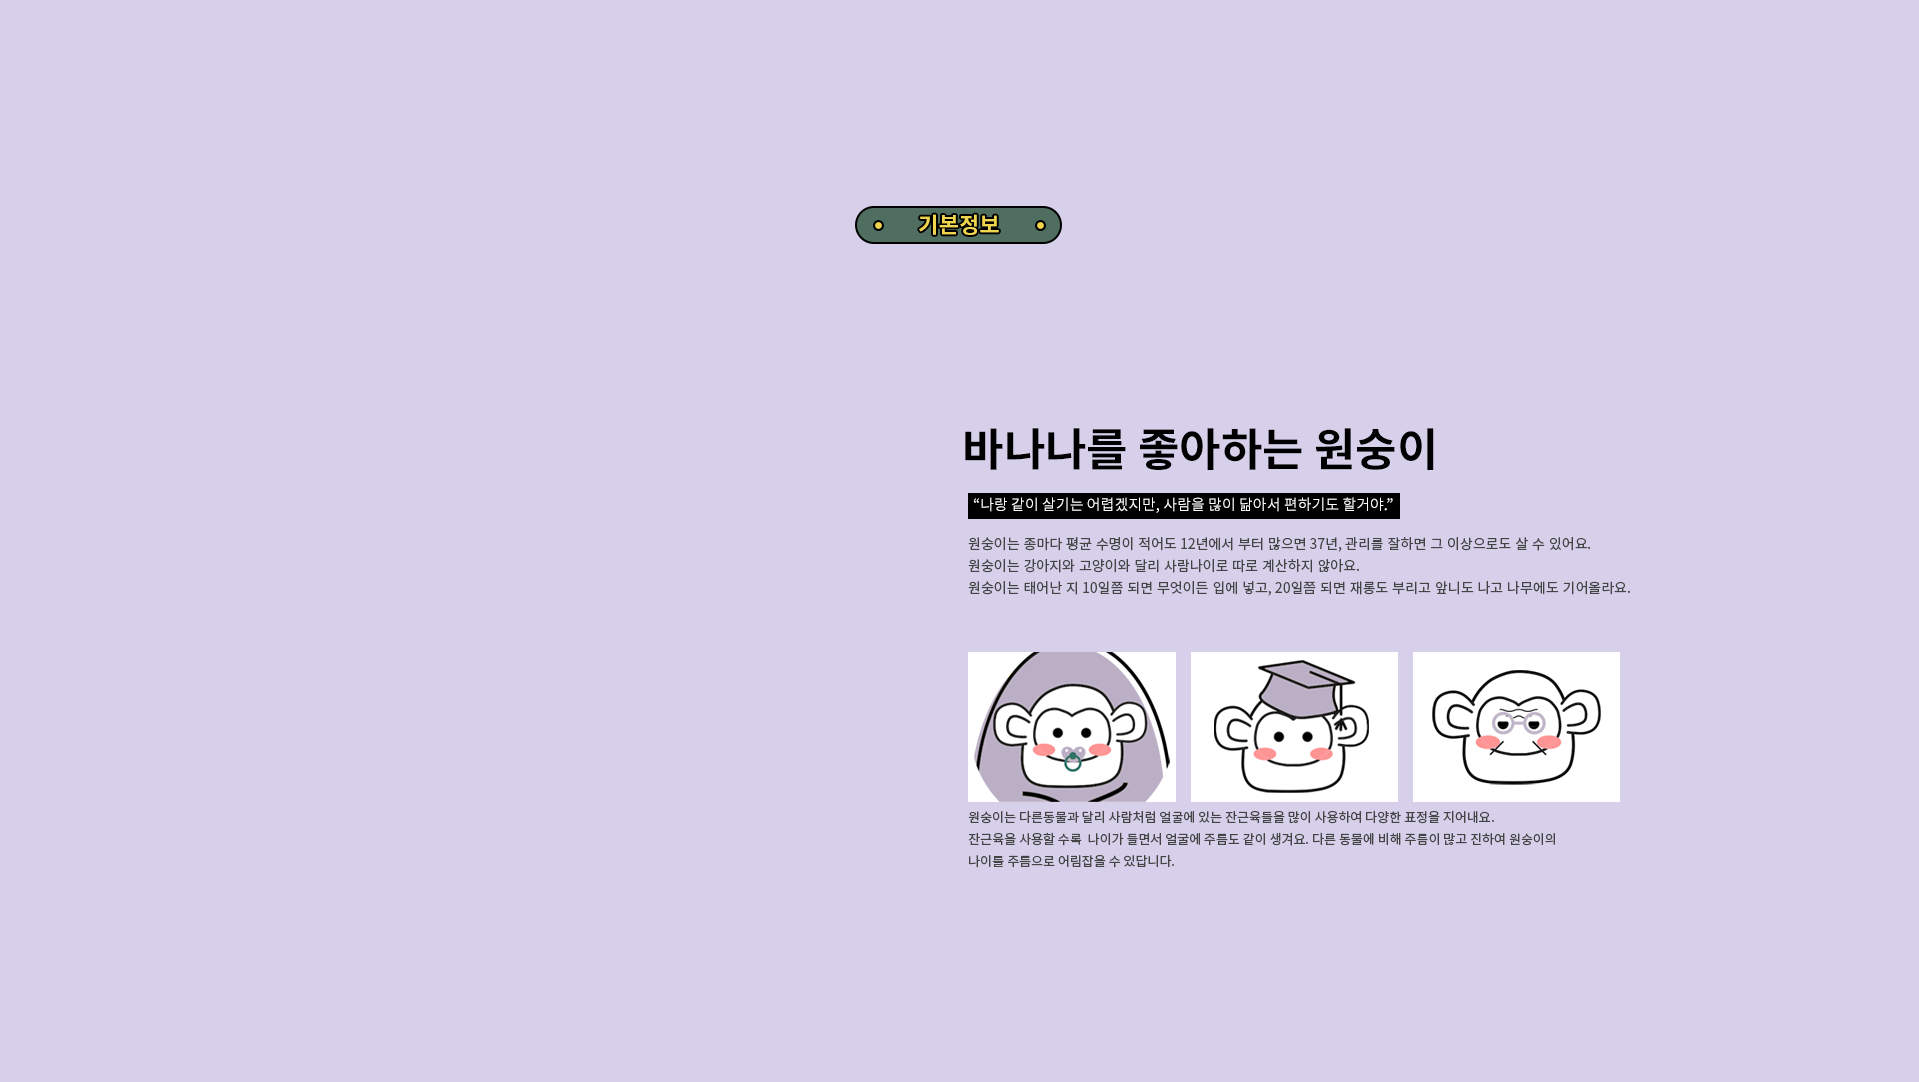 기본정보
바나나를 좋아하는 원숭이
“나랑 같이 살기는 어렵겠지만, 사람을 많이 닮아서 편하기도 할거야.”
원숭이는 종마다 평균 수명이 적어도 12년에서 부터 많으면 37년, 관리를 잘하면 그 이상으로도 살 수 있어요.
원숭이는 강아지와 고양이와 달리 사람나이로 따로 계산하지 않아요.
원숭이는 태어난 지 10일쯤 되면 무엇이든 입에 넣고, 20일쯤 되면 재롱도 부리고 앞니도 나고 나무에도 기어올라요.
원숭이는 다른동물과 달리 사람처럼 얼굴에 있는 잔근육들을 많이 사용하여 다양한 표정을 지어내요.
잔근육을 사용할 수록 나이가 들면서 얼굴에 주름도 같이 생겨요. 다른 동물에 비해 주름이 많고 진하여 원숭이의
나이를 주름으로 어림잡을 수 있답니다.